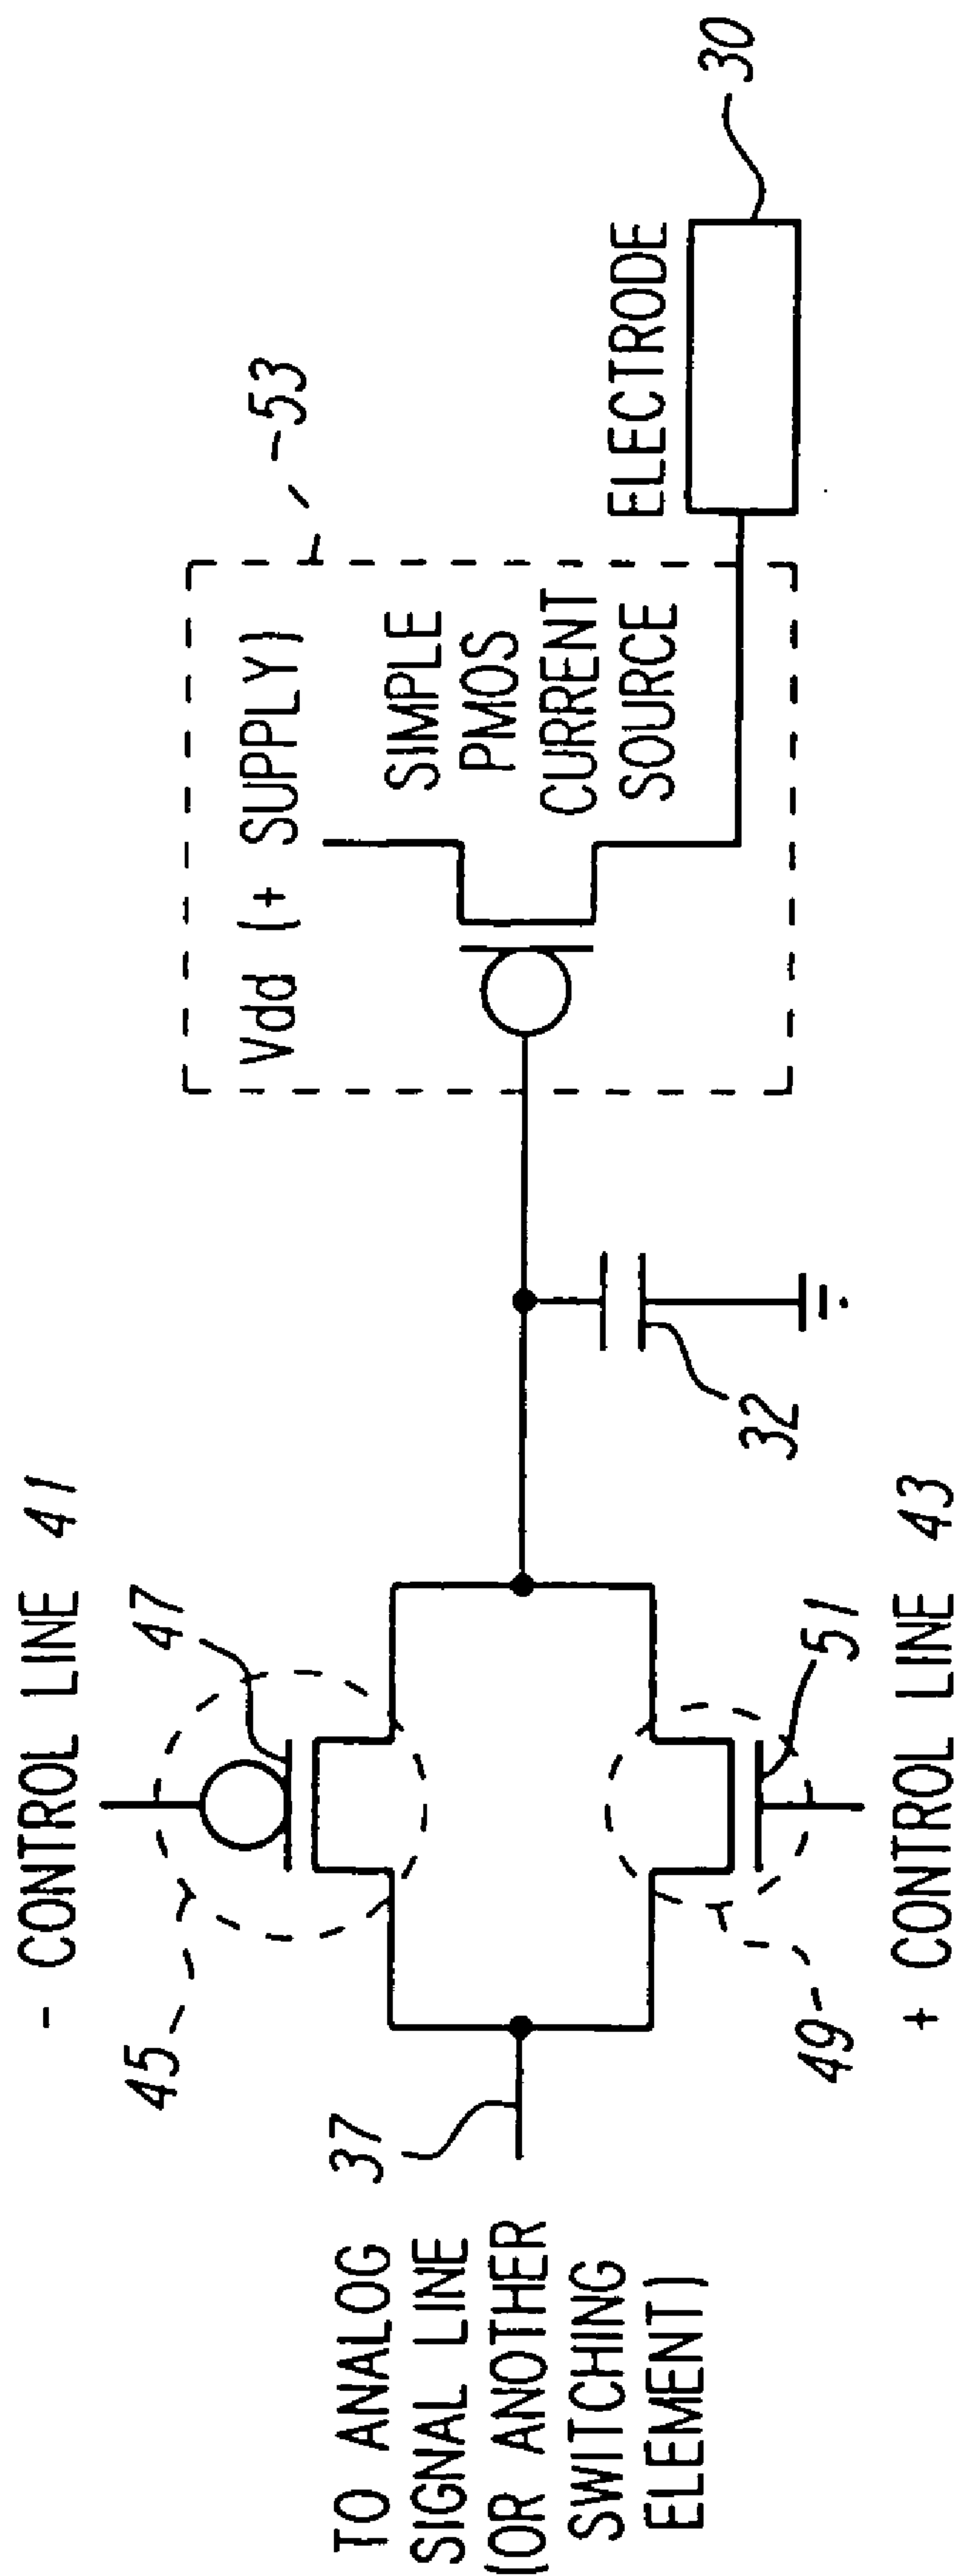 - CONTROL LINE 41
45
47
TO ANALOG
SIGNAL LINE
(OR ANOTHER
SWITCHING
ELEMENT)
37
49
51
+ CONTROL LINE 43
32
53
Vdd (+ SUPPLY)
SIMPLE
PMOS
CURRENT
SOURCE
ELECTRODE
30